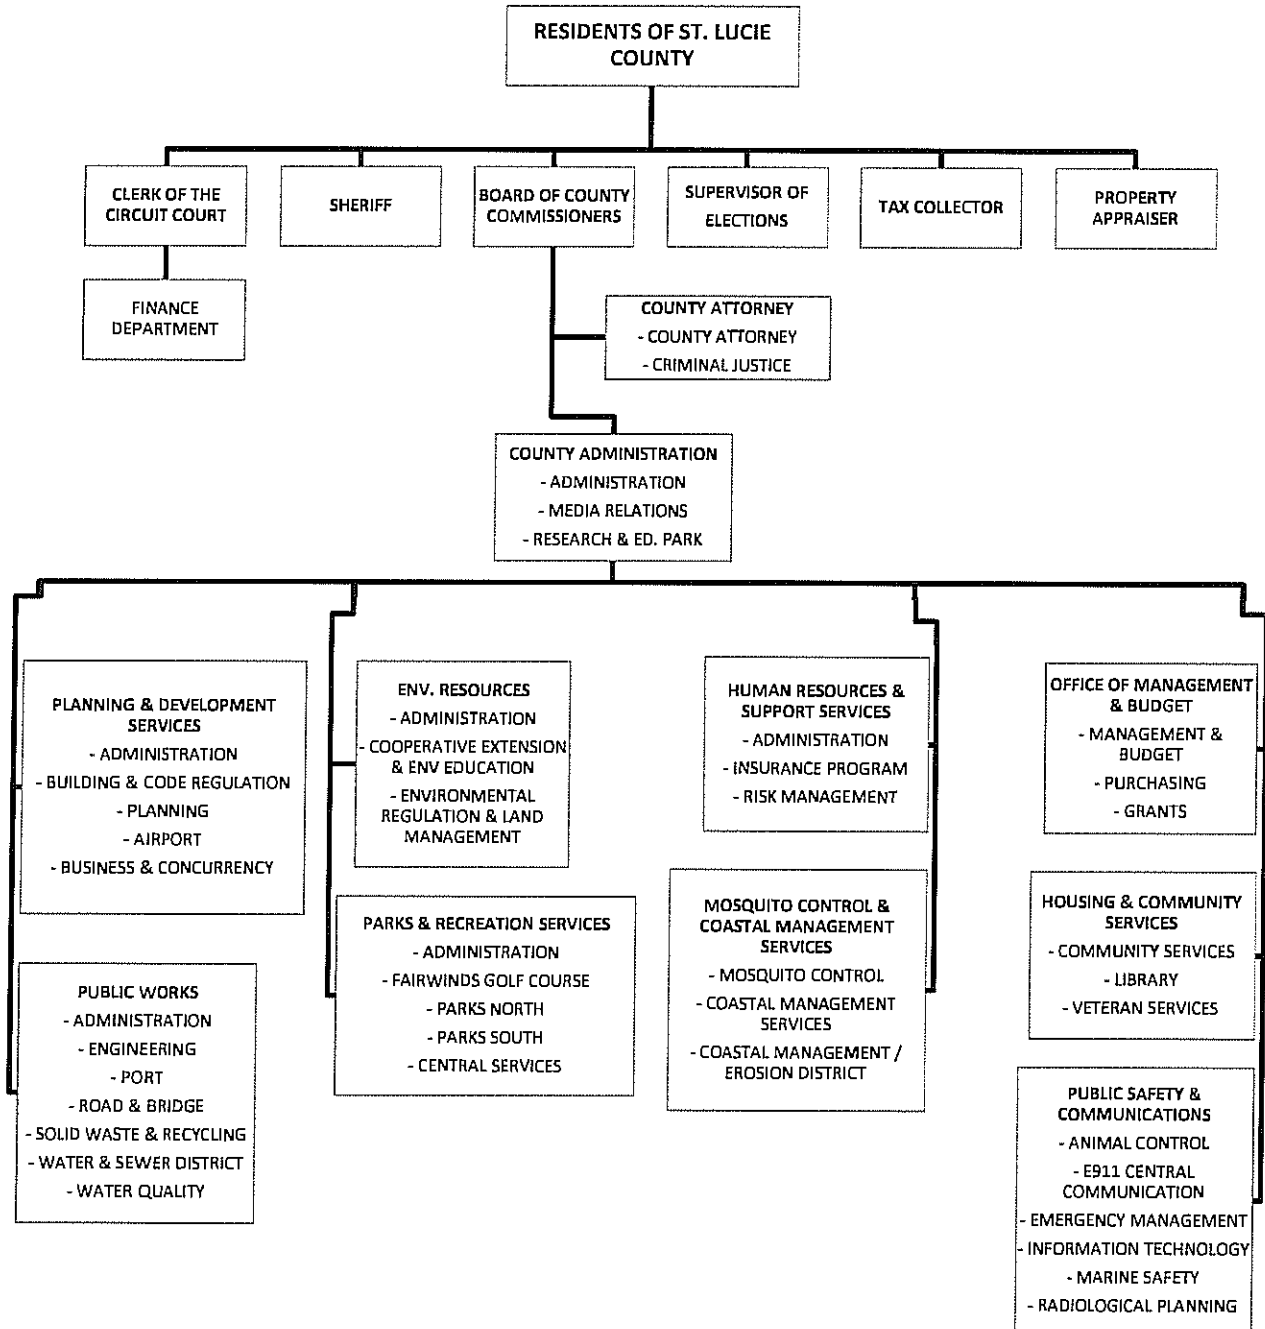 RESIDENTS OF ST. LUCIE
COUNTY
CLERK OF THE
CIRCUIT COURT
SHERIFF
BOARD OF COUNTY
COMMISSIONERS
SUPERVISOR OF
ELECTIONS
TAX COLLECTOR
PROPERTY
APPRAISER
FINANCE
DEPARTMENT
COUNTY ATTORNEY
- COUNTY ATTORNEY
- CRIMINAL JUSTICE
COUNTY ADMINISTRATION
- ADMINISTRATION
- MEDIA RELATIONS
- RESEARCH & ED. PARK
PLANNING & DEVELOPMENT
SERVICES
- ADMINISTRATION
- BUILDING & CODE REGULATION
- PLANNING
- AIRPORT
- BUSINESS & CONCURRENCY
PUBLIC WORKS
- ADMINISTRATION
- ENGINEERING
- PORT
- ROAD & BRIDGE
- SOLID WASTE & RECYCLING
- WATER & SEWER DISTRICT
- WATER QUALITY
ENV. RESOURCES
- ADMINISTRATION
- COOPERATIVE EXTENSION
& ENV EDUCATION
- ENVIRONMENTAL
REGULATION & LAND
MANAGEMENT
PARKS & RECREATION SERVICES
- ADMINISTRATION
- FAIRWINDS GOLF COURSE
- PARKS NORTH
- PARKS SOUTH
- CENTRAL SERVICES
HUMAN RESOURCES &
SUPPORT SERVICES
- ADMINISTRATION
- INSURANCE PROGRAM
- RISK MANAGEMENT
MOSQUITO CONTROL &
COASTAL MANAGEMENT
SERVICES
- MOSQUITO CONTROL
- COASTAL MANAGEMENT
SERVICES
- COASTAL MANAGEMENT /
EROSION DISTRICT
OFFICE OF MANAGEMENT
& BUDGET
- MANAGEMENT &
BUDGET
- PURCHASING
- GRANTS
HOUSING & COMMUNITY
SERVICES
- COMMUNITY SERVICES
- LIBRARY
- VETERAN SERVICES
PUBLIC SAFETY &
COMMUNICATIONS
- ANIMAL CONTROL
- E911 CENTRAL
COMMUNICATION
- EMERGENCY MANAGEMENT
- INFORMATION TECHNOLOGY
- MARINE SAFETY
- RADIOLOGICAL PLANNING